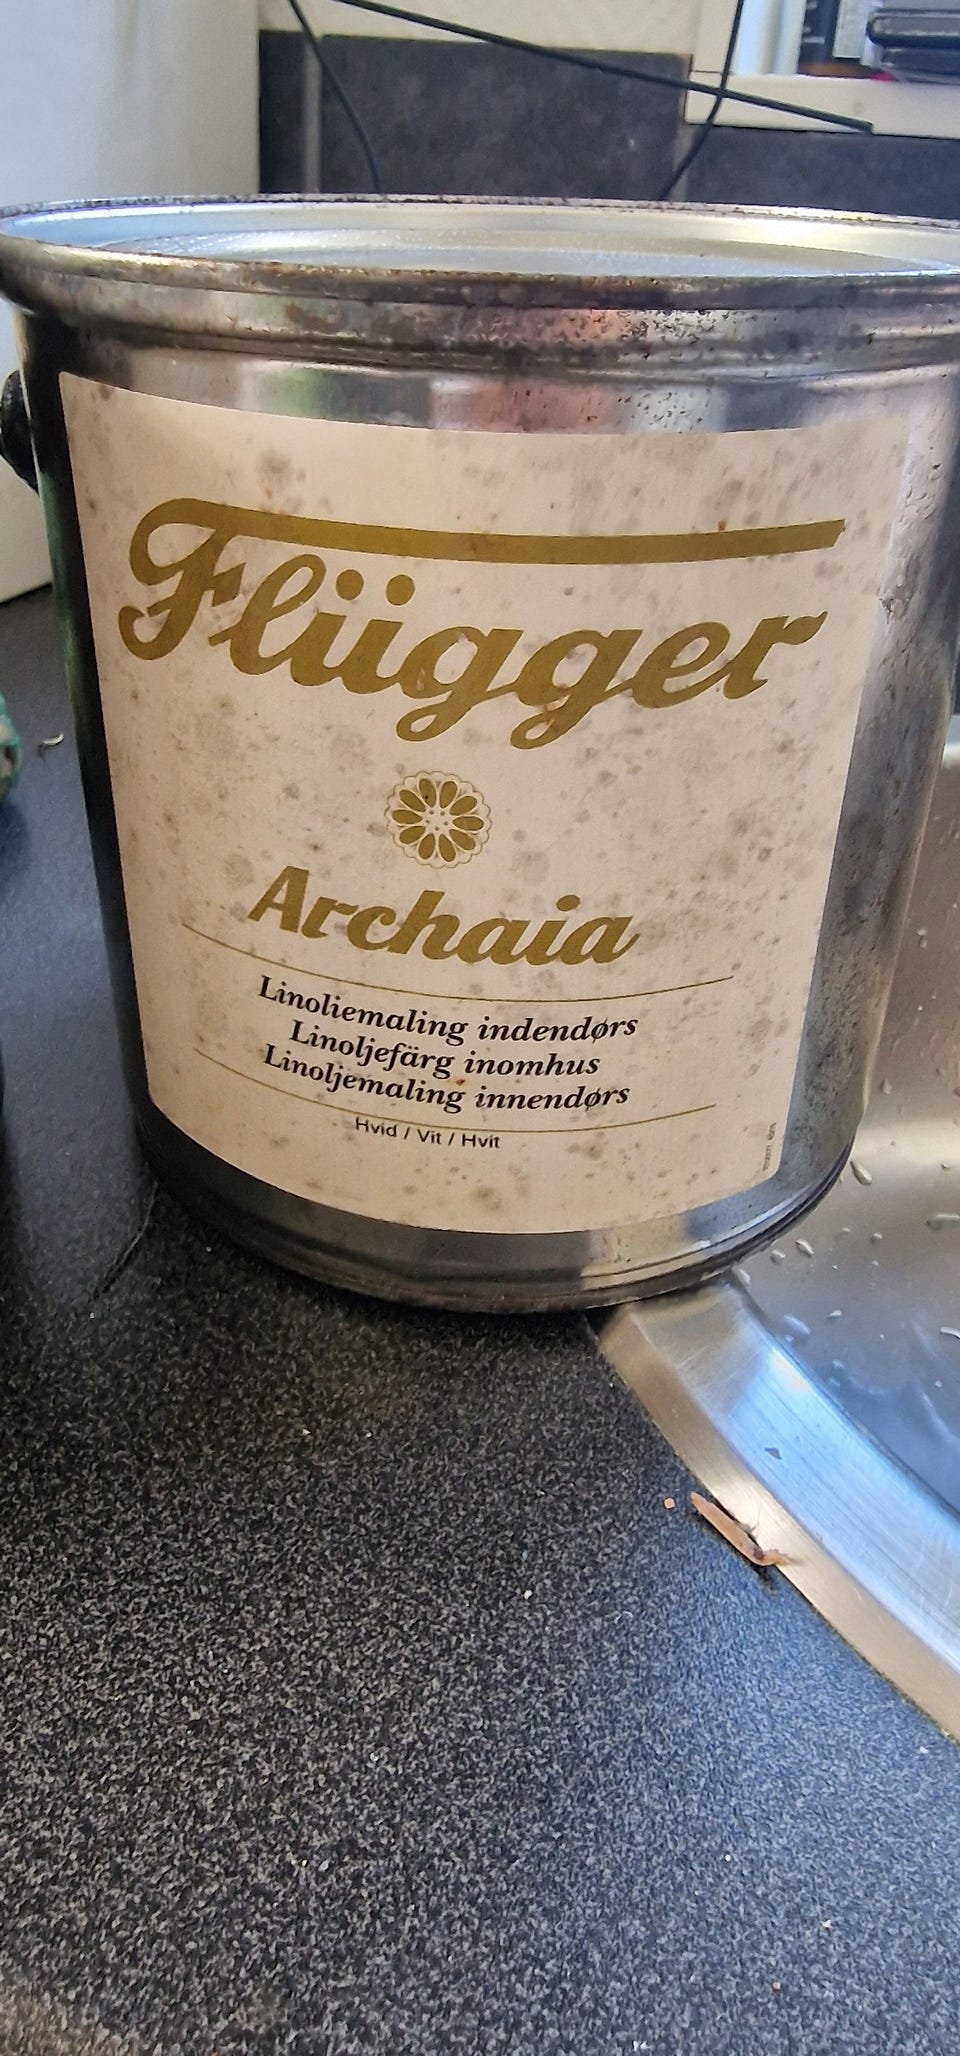 Flügger
Archaia
Linoliemaling indendørs
Linoljefärg inomhus
Linoljemaling innendørs
Hvid / Vit / Hvit